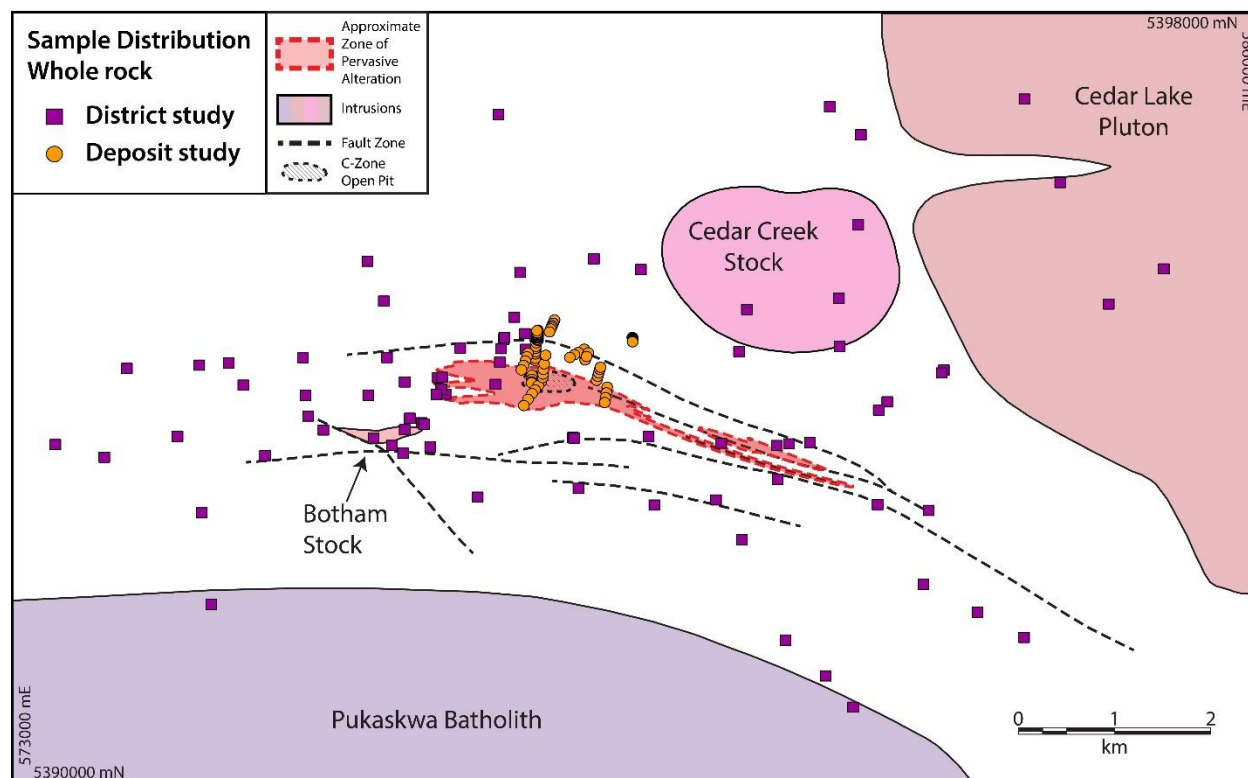 Sample Distribution
Whole rock
District study
Deposit study
Approximate
Zone of
Pervasive
Alteration
Intrusions
Fault Zone
C-Zone
Open Pit
5398000 mN
586000 mE
Cedar Lake
Pluton
Cedar Creek
Stock
Botham
Stock
Pukaskwa Batholith
573000 mE
5390000 mN
0 1 2
km